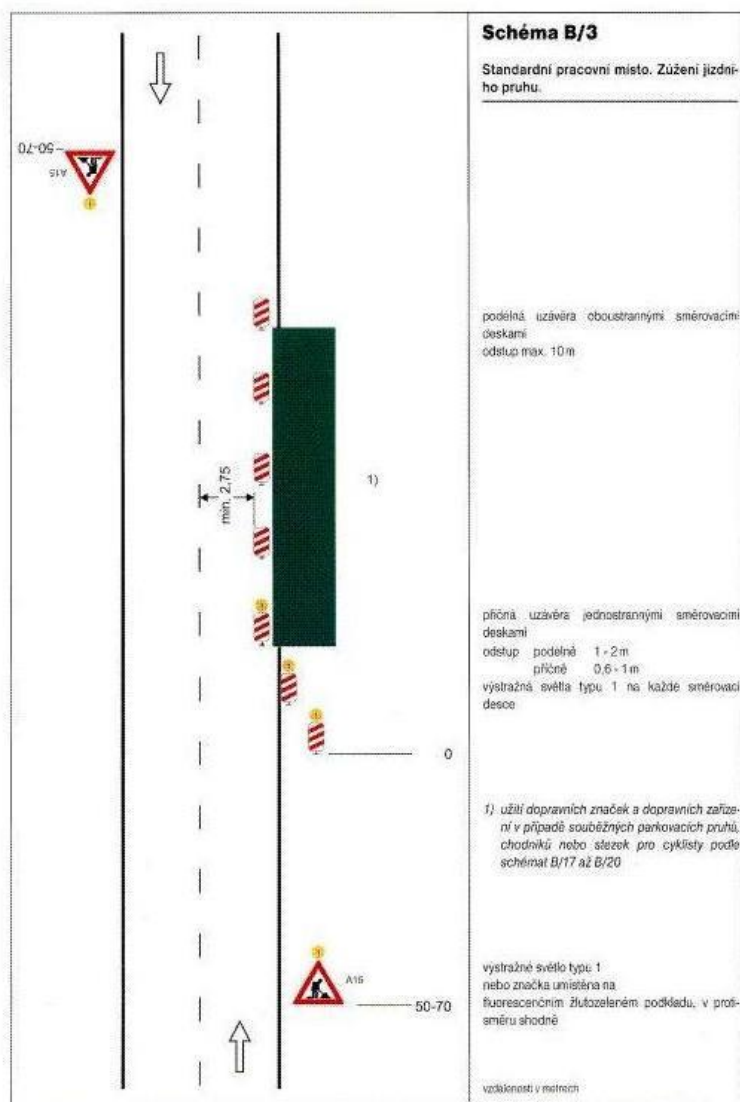 Schéma B/3
Standardní pracovní místo. Zúžení jízdní-
ho pruhu.
50-70
A15
podélná uzávěra oboustrannými směrovacími
deskami
odstup max. 10 m
1)
min. 2,75
příčná uzávěra jednostrannými směrovacími
deskami
odstup podélně 1 - 2 m
příčně 0,6 - 1 m
výstražná světla typu 1 na každé směrovací
desce
0
1) užití dopravních značek a dopravních zaříze-
ní v případě souběžných parkovacích pruhů,
chodníků nebo stezek pro cyklisty podle
schémat B/17 až B/20
A15
50-70
výstražné světlo typu 1
nebo značka umístěna na
fluorescenčním žlutozeleném podkladu, v proti-
směru shodně
vzdálenosti v metrech